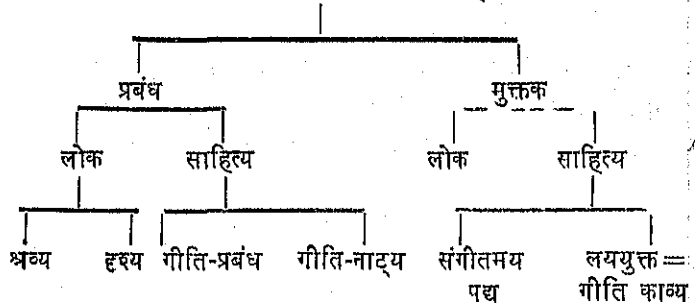 प्रबंध मुक्तक
लोक साहित्य लोक साहित्य
श्रव्य दृश्य गीति-प्रबंध गीति-नाट्य संगीतमय लययुक्त=
पद्य गीति काव्य